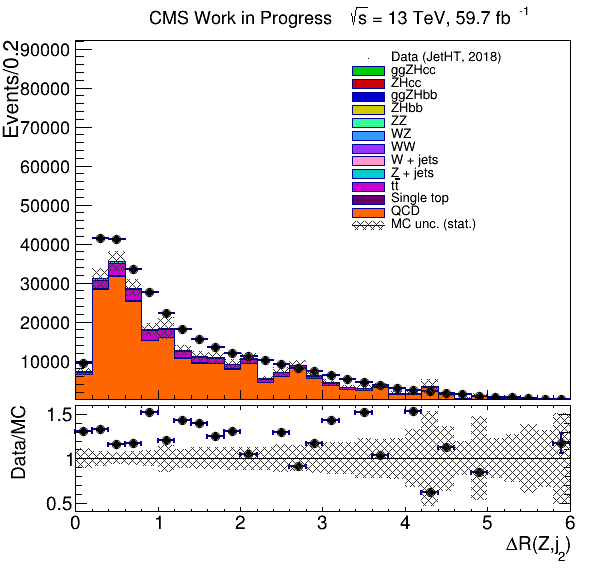 CMS Work in Progress √s = 13 TeV, 59.7 fb⁻¹
Events/0.2
90000
80000
70000
60000
50000
40000
30000
20000
10000
Data (JetHT, 2018)
ggZHcc
ZHcc
ggZHbb
ZHbb
ZZ
WZ
WW
W + jets
Z + jets
tt̅
Single top
QCD
MC unc. (stat.)
Data/MC
1.5
1
0.5
0 1 2 3 4 5 6
ΔR(Z,j₂)